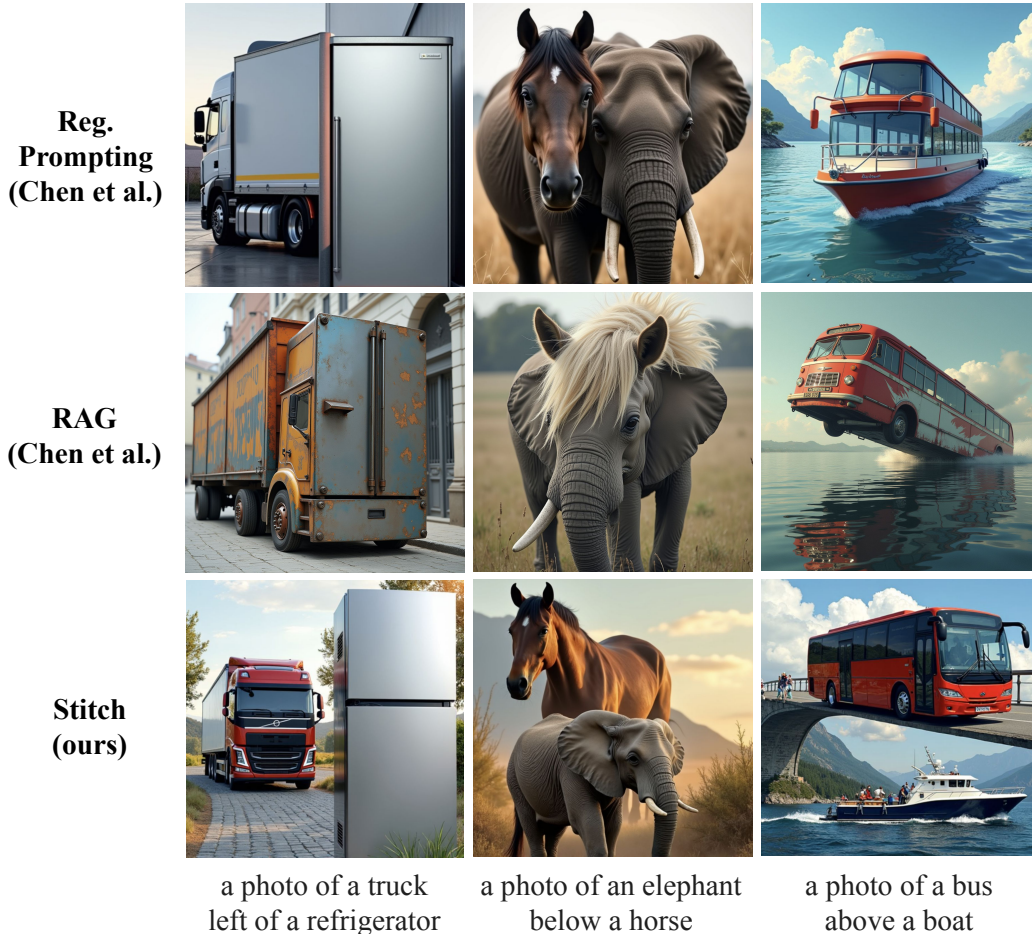 Reg.
Prompting
(Chen et al.)
RAG
(Chen et al.)
Stitch
(ours)
a photo of a truck
left of a refrigerator
a photo of an elephant
below a horse
a photo of a bus
above a boat